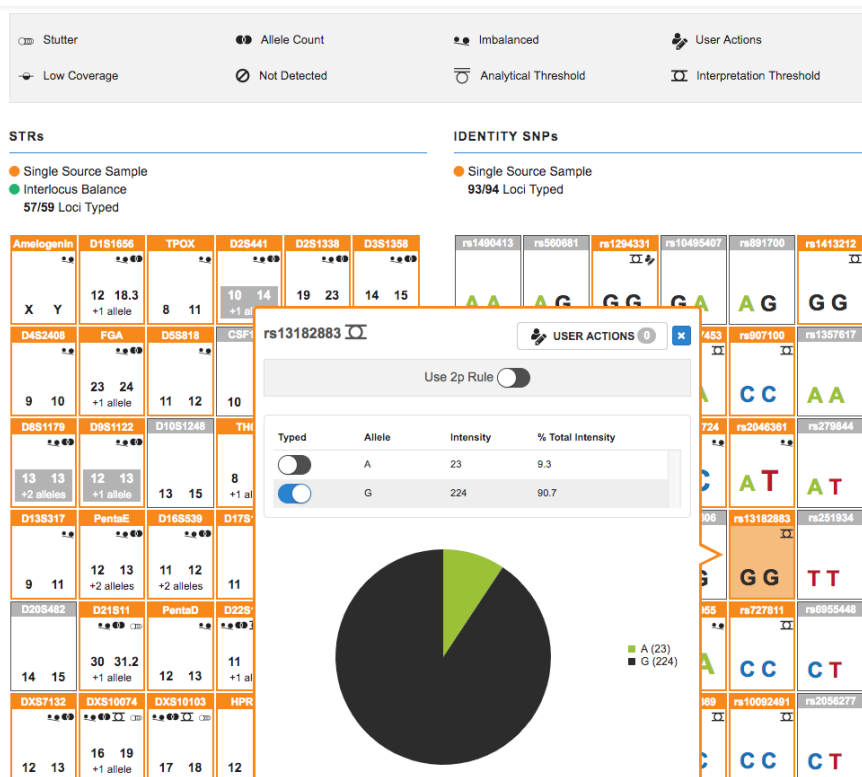 Stutter Allele Count Imbalanced User Actions
Low Coverage Not Detected Analytical Threshold Interpretation Threshold
STRs
Single Source Sample
Interlocus Balance
57/59 Loci Typed
IDENTITY SNPs
Single Source Sample
93/94 Loci Typed
Amelogenin D1S1656 TPOX D2S441 D2S1338 D3S1358
X Y 12 18.3 8 11 10 14 19 23 14 15
+1 allele
D4S2408 FGA D5S818
9 10 23 24 11 12 10
+1 allele
D8S1179 D9S1122 D10S1248
13 13 12 13 13 15 8
+2 alleles +1 allele
D13S317 PentaE D16S539
9 11 12 13 11 12 11
+2 alleles +2 alleles
D20S482 D21S11 PentaD
14 15 30 31.2 12 13 11
+1 allele
DXS7132 DXS10074 DXS10103
12 13 16 19 17 18 12
+1 allele
rs1490413 rs560681 rs1294331 rs10495407 rs891700 rs1413212
A A A G G G G A A G G G
rs13182883
USER ACTIONS 0
Use 2p Rule
Typed Allele Intensity % Total Intensity
A 23 9.3
G 224 90.7
A (23)
G (224)
rs907100 rs1357617
C C A A
rs2046361 rs279844
A T A T
rs13182883 rs251934
G G T T
rs727811 rs6955448
C C C T
rs10092491 rs2056277
C C C T